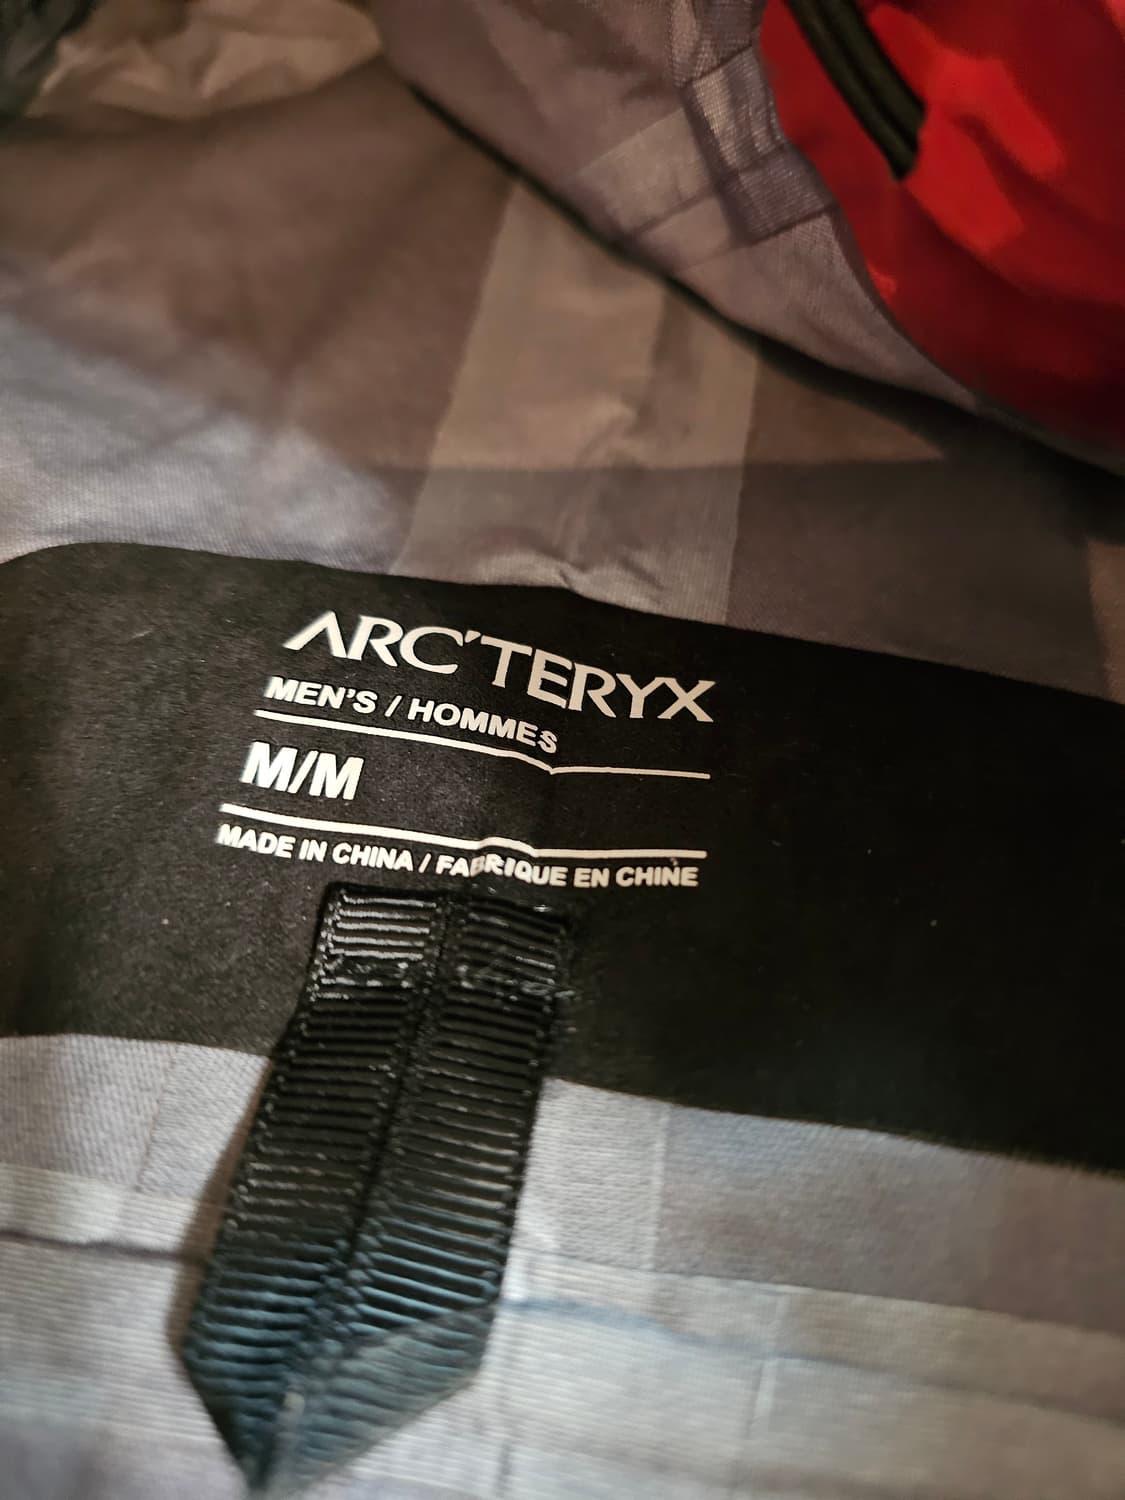 ARC'TERYX
MEN'S / HOMMES
M/M
MADE IN CHINA / FABRIQUE EN CHINE